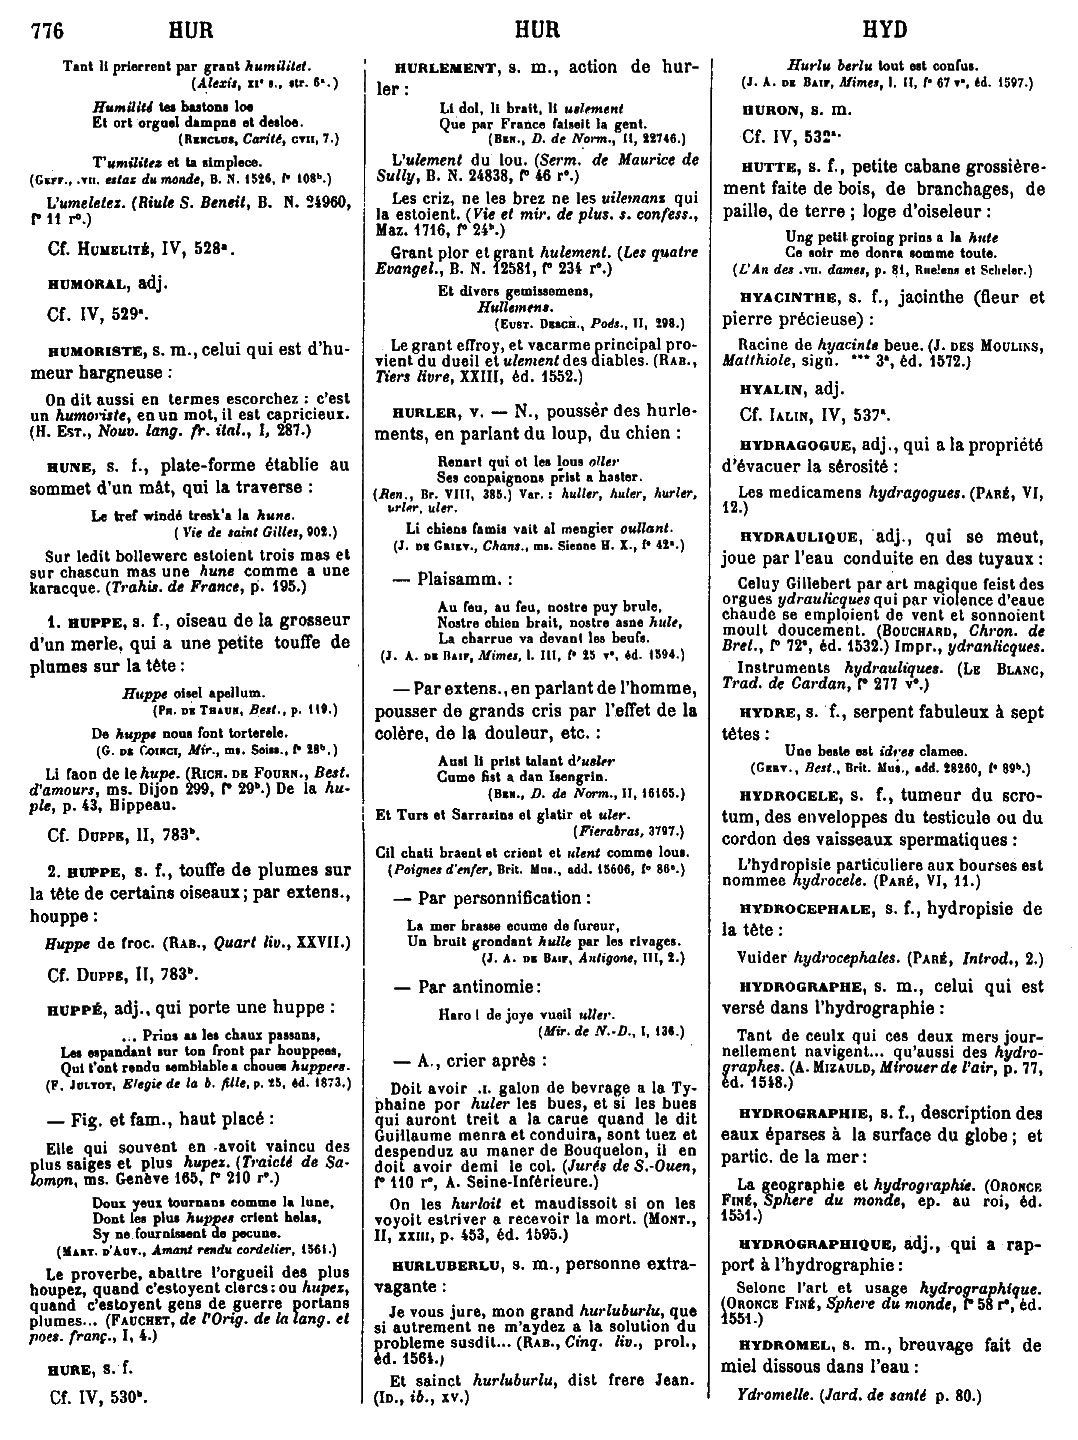 776 HUR HUR HYD
Tant li prierrent par grant humilitet.
(Alexis, XIᵉ s., str. 6ᵃ.)
Humilité tes bastons loe
Et ort orguel dampne et desloe.
(RENCLUS, Carité, CVII, 7.)
T'umilitez et ta simplece.
(GEFF., .VII. estaz du monde, B. N. 1526, fᵒ 108ᵇ.)
L'umeletez. (Riule S. Beneit, B. N. 24960,
fᵒ 11 rᵒ.)
Cf. HUMELITÉ, IV, 528ᵃ.
HUMORAL, adj.
Cf. IV, 529ᵃ.
HUMORISTE, s. m., celui qui est d'hu-
meur hargneuse :
On dit aussi en termes escorchez : c'est
un humoriste, en un mot, il est capricieux.
(H. EST., Nouv. lang. fr. ital., I, 287.)
HUNE, s. f., plate-forme établie au
sommet d'un mât, qui la traverse :
Le tref windé tresk'a la hune.
(Vie de saint Gilles, 902.)
Sur ledit bollewerc estoient trois mas et
sur chascun mas une hune comme a une
karacque. (Trahis. de France, p. 195.)
1. HUPPE, s. f., oiseau de la grosseur
d'un merle, qui a une petite touffe de
plumes sur la tête :
Huppe oisel apellum.
(PH. DE THAUN, Best., p. 119.)
De huppe nous font torterele.
(G. DE COINCI, Mir., ms. Soiss., fᵒ 28ᵇ.)
Li faon de le hupe. (RICH. DE FOURN., Best.
d'amours, ms. Dijon 299, fᵒ 29ᵇ.) De la hu-
ple, p. 43, Hippeau.
Cf. DUPPE, II, 783ᵇ.
2. HUPPE, s. f., touffe de plumes sur
la tête de certains oiseaux ; par extens.,
houppe :
Huppe de froc. (RAB., Quart liv., XXVII.)
Cf. DUPPE, II, 783ᵇ.
HUPPÉ, adj., qui porte une huppe :
... Prins as les chaux passans,
Les espandant sur ton front par houppees,
Qui t'ont rendu semblable a choues huppees.
(F. JULYOT, Elegie de la b. fille, p. 25, éd. 1873.)
— Fig. et fam., haut placé :
Elle qui souvent en avoit vaincu des
plus saiges et plus hupez. (Traicté de Sa-
lomon, ms. Genève 165, fᵒ 210 rᵒ.)
Doux yeux tournans comme la lune,
Dont les plus huppes crient helas,
Sy ne fournissent de pecune.
(MART. D'AUV., Amant rendu cordelier, 1561.)
Le proverbe, abattre l'orgueil des plus
houpez, quand c'estoyent clercs : ou hupez,
quand c'estoyent gens de guerre portans
plumes... (FAUCHET, de l'Orig. de la lang. et
poes. franç., I, 4.)
HURE, s. f.
Cf. IV, 530ᵇ.
HURLEMENT, s. m., action de hur-
ler :
Li dol, li brait, li uslement
Que par France faiseit la gent.
(BEN., D. de Norm., II, 22746.)
L'ulement du lou. (Serm. de Maurice de
Sully, B. N. 24838, fᵒ 46 rᵒ.)
Les criz, ne les brez ne les uilemanz qui
la estoient. (Vie et mir. de plus. s. confess.,
Maz. 1716, fᵒ 24ᵇ.)
Grant plor et grant hulement. (Les quatre
Evangel., B. N. 12581, fᵒ 234 rᵒ.)
Et divers gemissemens,
Hullemens.
(EUST. DESCH., Poés., II, 298.)
Le grant effroy, et vacarme principal pro-
vient du dueil et ulement des diables. (RAB.,
Tiers livre, XXIII, éd. 1552.)
HURLER, v. — N., pousser des hurle-
ments, en parlant du loup, du chien :
Renart qui ot les lous oller
Ses conpaignons prist a haster.
(Ren., Br. VIII, 385.) Var. : huller, huler, hurler,
urler, uler.
Li chiens famis vait al mengier oullant.
(J. DE GRIEV., Chans., ms. Sienne H. X., fᵒ 42ᵃ.)
— Plaisamm. :
Au feu, au feu, nostre puy brule,
Nostre chien brait, nostre asne hule,
La charrue va devant les beufs.
(J. A. DE BAIF, Mimes, l. III, fᵒ 25 vᵒ, éd. 1594.)
— Par extens., en parlant de l'homme,
pousser de grands cris par l'effet de la
colère, de la douleur, etc. :
Ausi li prist talant d'usler
Cume fist a dan Isengrin.
(BEN., D. de Norm., II, 16165.)
Et Turs et Sarrasins et glatir et uler.
(Fierabras, 3797.)
Cil chati braent et crient et ulent comme lous.
(Poignes d'enfer, Brit. Mus., add. 15606, fᵒ 86ᵃ.)
— Par personnification :
La mer brasse ecume de fureur,
Un bruit grondant hulle par les rivages.
(J. A. DE BAIF, Antigone, III, 2.)
— Par antinomie :
Haro ! de joye vueil uller.
(Mir. de N.-D., I, 136.)
— A., crier après :
Doit avoir .I. galon de bevrage a la Ty-
phaine por huler les bues, et si les bues
qui auront treit a la carue quand le dit
Guillaume menra et conduira, sont tuez et
despenduz au maner de Bouquelon, il en
doit avoir demi le col. (Jurés de S.-Ouen,
fᵒ 110 rᵒ, A. Seine-Inférieure.)
On les hurloit et maudissoit si on les
voyoit estriver a recevoir la mort. (MONT.,
II, XXIII, p. 453, éd. 1595.)
HURLUBERLU, s. m., personne extra-
vagante :
Je vous jure, mon grand hurluburlu, que
si autrement ne m'aydez a la solution du
probleme susdit... (RAB., Cinq. liv., prol.,
éd. 1564.)
Et sainct hurluburlu, dist frere Jean.
(ID., ib., XV.)
Hurlu berlu tout est confus.
(J. A. DE BAIF, Mimes, l. II, fᵒ 67 vᵒ, éd. 1597.)
HURON, s. m.
Cf. IV, 532ᵃ.
HUTTE, s. f., petite cabane grossière-
ment faite de bois, de branchages, de
paille, de terre ; loge d'oiseleur :
Ung petit groing prins a la hute
Ce soir me donra somme toute.
(L'An des .VII. dames, p. 81, Ruelens et Scheler.)
HYACINTHE, s. f., jacinthe (fleur et
pierre précieuse) :
Racine de hyacinte beue. (J. DES MOULINS,
Matthiole, sign. *** 3ᵃ, éd. 1572.)
HYALIN, adj.
Cf. IALIN, IV, 537ᵃ.
HYDRAGOGUE, adj., qui a la propriété
d'évacuer la sérosité :
Les medicamens hydragogues. (PARÉ, VI,
12.)
HYDRAULIQUE, adj., qui se meut,
joue par l'eau conduite en des tuyaux :
Celuy Gillebert par art magique feist des
orgues ydraulicques qui par violence d'eaue
chaude se emploient de vent et sonnoient
moult doucement. (BOUCHARD, Chron. de
Bret., fᵒ 72ᵃ, éd. 1532.) Impr., ydranlicques.
Instruments hydrauliques. (LE BLANC,
Trad. de Cardan, fᵒ 277 vᵒ.)
HYDRE, s. f., serpent fabuleux à sept
têtes :
Une beste est idres clamee.
(GERV., Best., Brit. Mus., add. 28260, fᵒ 89ᵇ.)
HYDROCELE, s. f., tumeur du scro-
tum, des enveloppes du testicule ou du
cordon des vaisseaux spermatiques :
L'hydropisie particuliere aux bourses est
nommee hydrocele. (PARÉ, VI, 11.)
HYDROCEPHALE, s. f., hydropisie de
la tête :
Vuider hydrocephales. (PARÉ, Introd., 2.)
HYDROGRAPHE, s. m., celui qui est
versé dans l'hydrographie :
Tant de ceulx qui ces deux mers jour-
nellement navigent... qu'aussi des hydro-
graphes. (A. MIZAULD, Mirouer de l'air, p. 77,
éd. 1548.)
HYDROGRAPHIE, s. f., description des
eaux éparses à la surface du globe ; et
partic. de la mer :
La geographie et hydrographie. (ORONCE
FINÉ, Sphere du monde, ep. au roi, éd.
1551.)
HYDROGRAPHIQUE, adj., qui a rap-
port à l'hydrographie :
Selonc l'art et usage hydrographique.
(ORONCE FINÉ, Sphere du monde, fᵒ 58 rᵒ, éd.
1551.)
HYDROMEL, s. m., breuvage fait de
miel dissous dans l'eau :
Ydromelle. (Jard. de santé p. 80.)